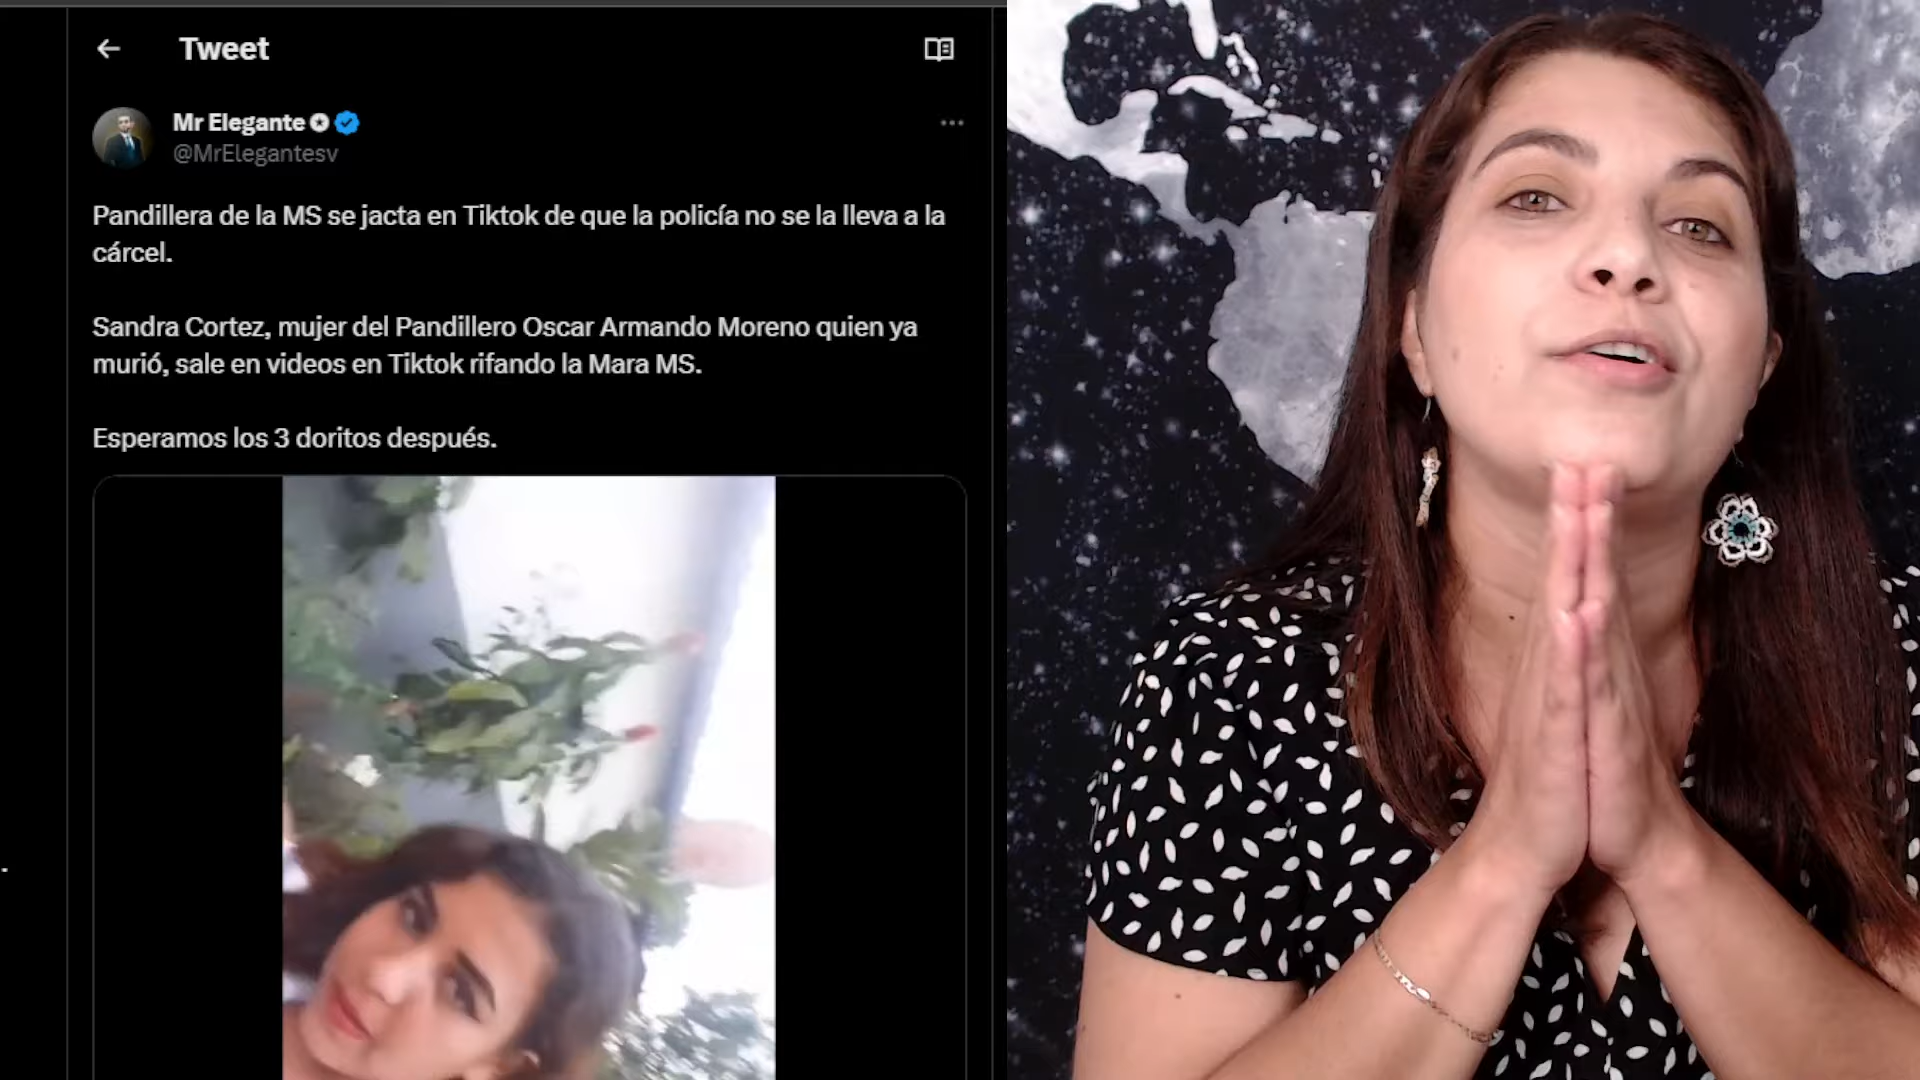 Tweet
Mr Elegante
@MrElegantesv
Pandillera de la MS se jacta en Tiktok de que la policía no se la lleva a la
cárcel.
Sandra Cortez, mujer del Pandillero Oscar Armando Moreno quien ya
murió, sale en videos en Tiktok rifando la Mara MS.
Esperamos los 3 doritos después.